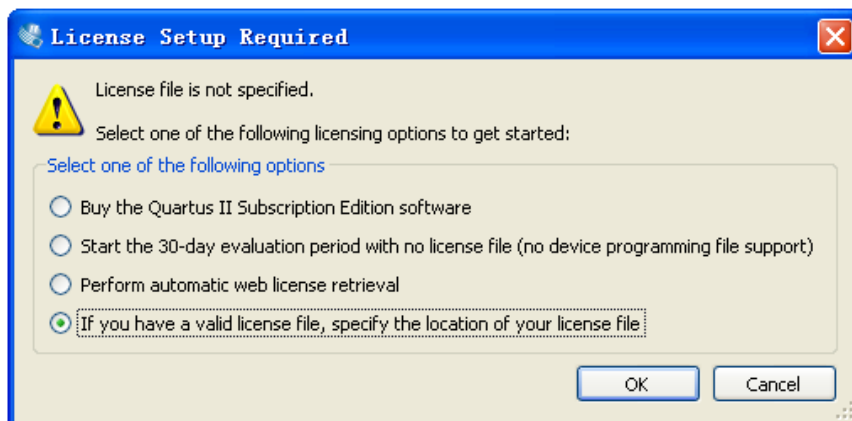 License Setup Required
License file is not specified.
Select one of the following licensing options to get started:
Select one of the following options
Buy the Quartus II Subscription Edition software
Start the 30-day evaluation period with no license file (no device programming file support)
Perform automatic web license retrieval
If you have a valid license file, specify the location of your license file
OK
Cancel